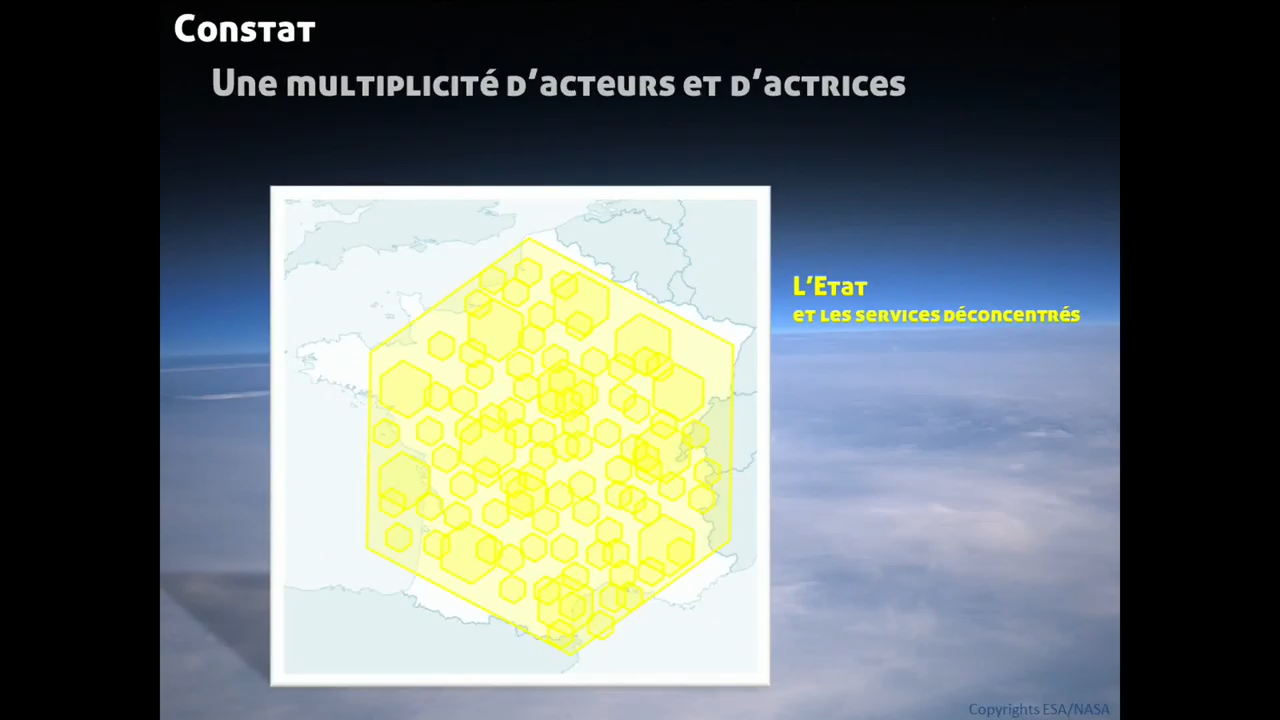 Constat
Une multiplicité d'acteurs et d'actrices
L'Etat
et les services déconcentrés
Copyrights ESA/NASA